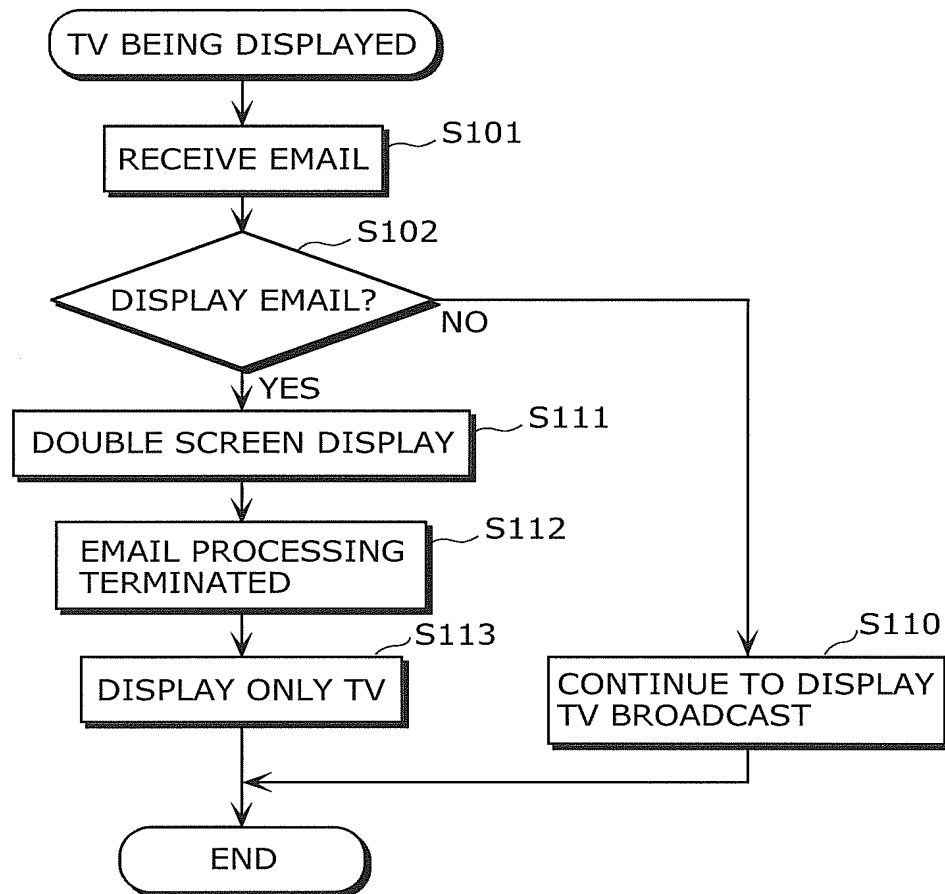 TV BEING DISPLAYED
S101
RECEIVE EMAIL
S102
DISPLAY EMAIL?
NO
YES
S111
DOUBLE SCREEN DISPLAY
S112
EMAIL PROCESSING
TERMINATED
S113
DISPLAY ONLY TV
S110
CONTINUE TO DISPLAY
TV BROADCAST
END